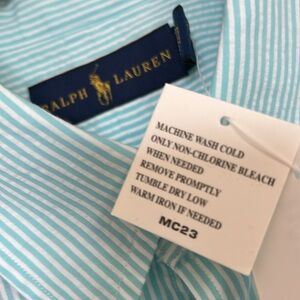 RALPH LAUREN
MACHINE WASH COLD
ONLY NON-CHLORINE BLEACH
WHEN NEEDED
REMOVE PROMPTLY
TUMBLE DRY LOW
WARM IRON IF NEEDED
MC23